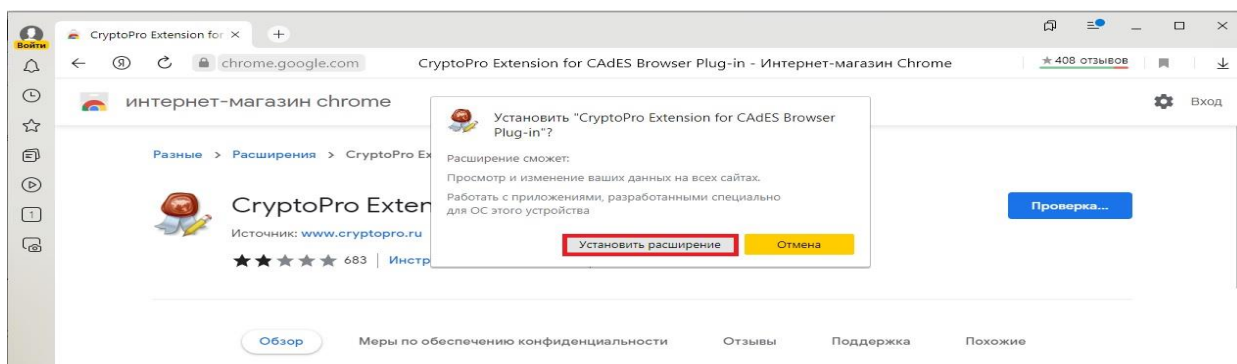 CryptoPro Extension for
Войти
Я
chrome.google.com
CryptoPro Extension for CAdES Browser Plug-in - Интернет-магазин Chrome
408 отзывов
интернет-магазин chrome
Вход
Установить "CryptoPro Extension for CAdES Browser
Plug-in"?
Разные > Расширения > CryptoPro Ex
Расширение сможет:
Просмотр и изменение ваших данных на всех сайтах.
Работать с приложениями, разработанными специально
для ОС этого устройства
CryptoPro Exten
Проверка...
Источник: www.cryptopro.ru
Установить расширение
Отмена
683 | Инстр
1
Обзор
Меры по обеспечению конфиденциальности
Отзывы
Поддержка
Похожие